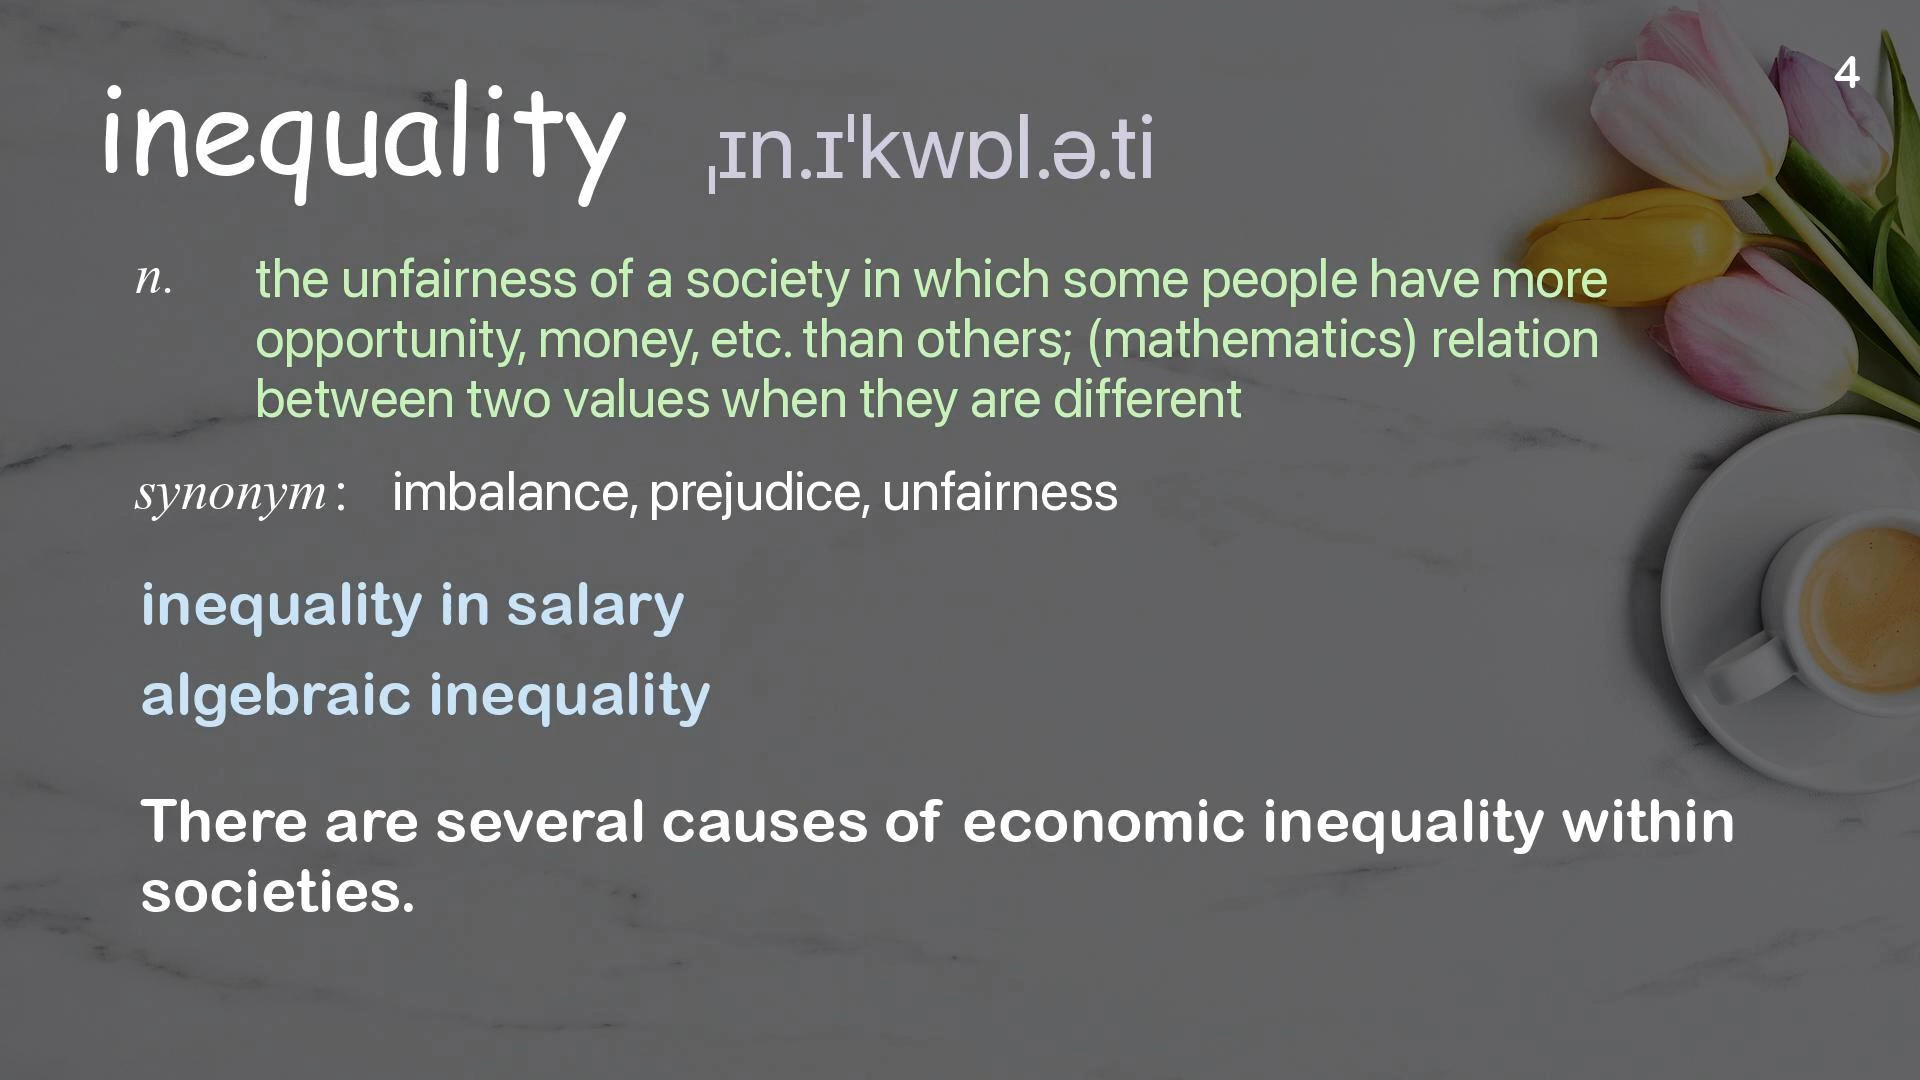 4
inequality ˌɪn.ɪˈkwɒl.ə.ti
n. the unfairness of a society in which some people have more
opportunity, money, etc. than others; (mathematics) relation
between two values when they are different
synonym: imbalance, prejudice, unfairness
inequality in salary
algebraic inequality
There are several causes of economic inequality within
societies.